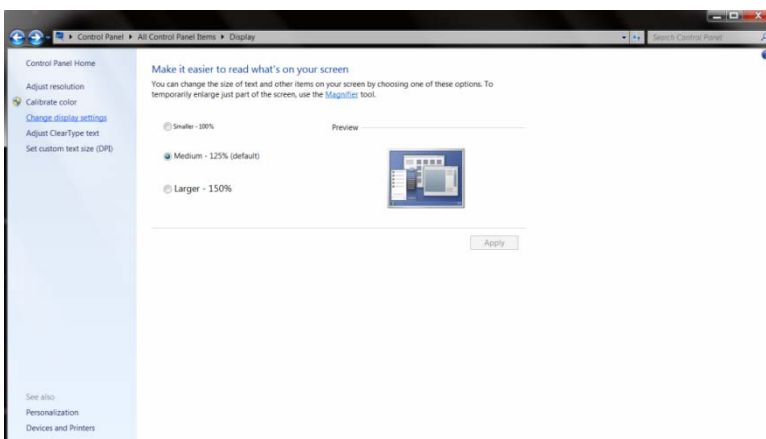 Control Panel ▸ All Control Panel Items ▸ Display
Search Control Panel
Control Panel Home
Adjust resolution
Calibrate color
Change display settings
Adjust ClearType text
Set custom text size (DPI)
Make it easier to read what's on your screen
You can change the size of text and other items on your screen by choosing one of these options. To
temporarily enlarge just part of the screen, use the Magnifier tool.
Smaller - 100%
Preview
Medium - 125% (default)
Larger - 150%
Apply
See also
Personalization
Devices and Printers